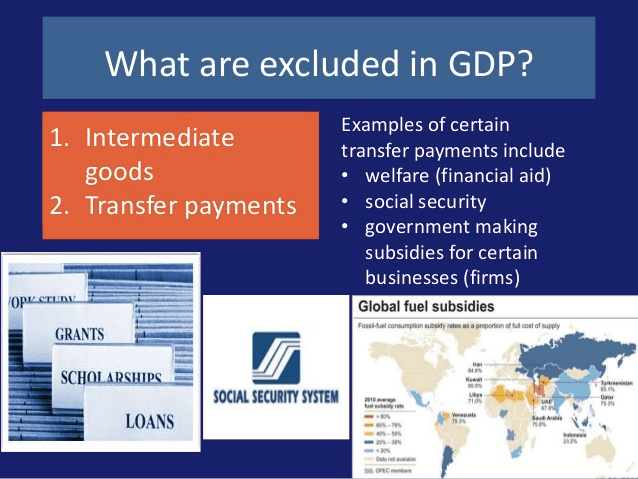 What are excluded in GDP?
1. Intermediate
goods
2. Transfer payments
Examples of certain
transfer payments include
• welfare (financial aid)
• social security
• government making
subsidies for certain
businesses (firms)
WORK STUDY
GRANTS
SCHOLARSHIPS
LOANS
SOCIAL SECURITY SYSTEM
Global fuel subsidies
Fossil-fuel consumption subsidy rates as a proportion of full cost of supply
Iran
Kuwait
Libya
71.0%
Turkmenistan
65.1%
Qatar
75.3%
UAE
67.8%
Saudi Arabia
75.8%
Venezuela
75.3%
Indonesia
23.2%
2010 average
fuel subsidy rate
> 80%
60% - 79%
40% - 59%
20% - 39%
< 20%
Data not available
OPEC members